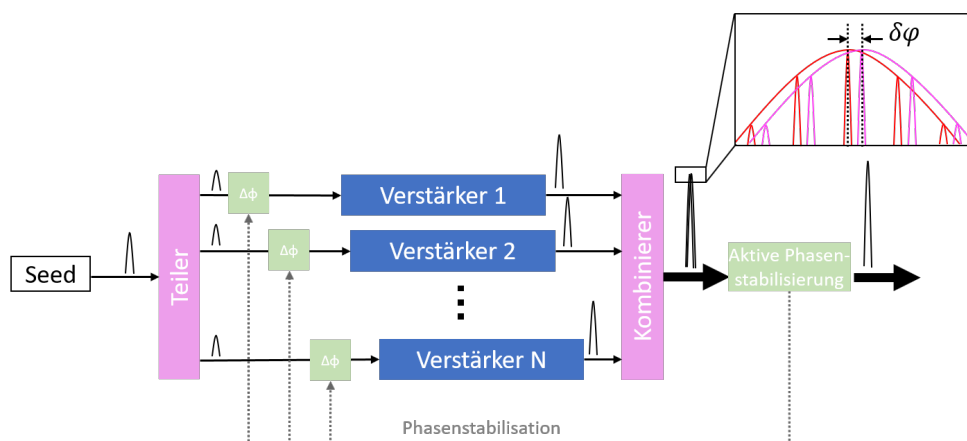 δφ
Δϕ
Verstärker 1
Δϕ
Verstärker 2
Seed
Teiler
Kombinierer
Aktive Phasen-
stabilisierung
Δϕ
Verstärker N
Phasenstabilisation